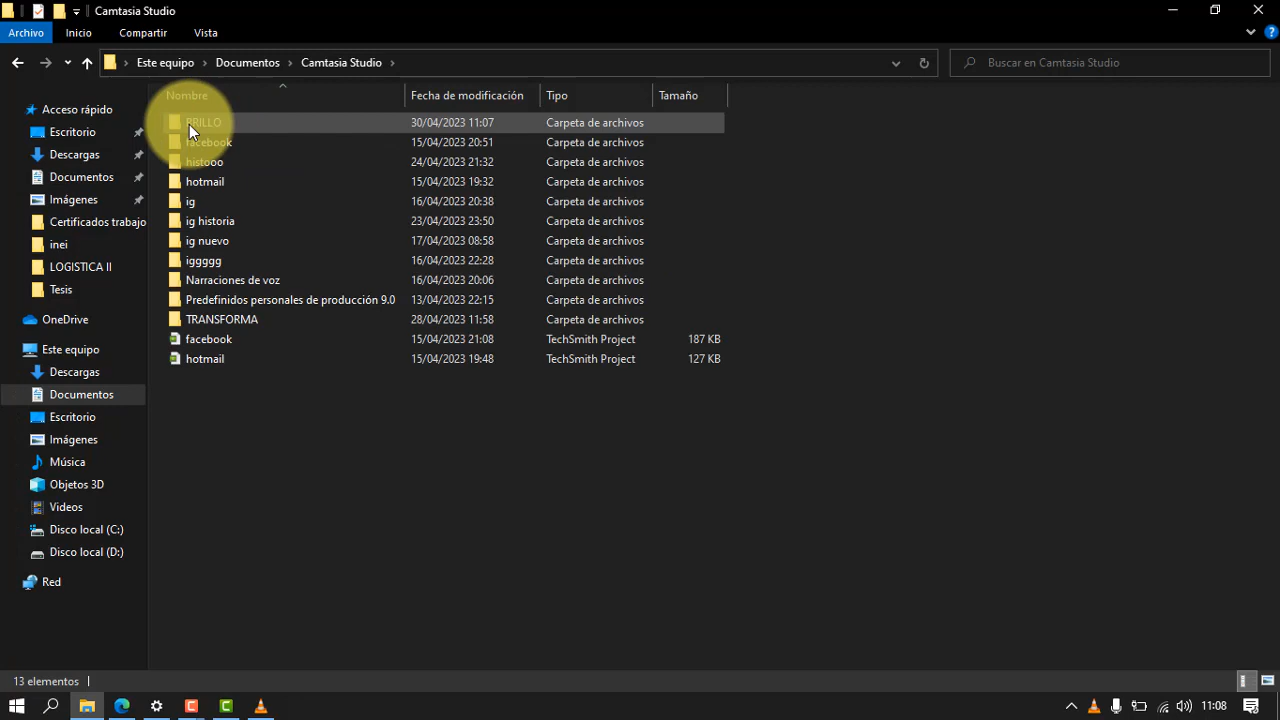 Camtasia Studio
Archivo Inicio Compartir Vista
Este equipo Documentos Camtasia Studio
Buscar en Camtasia Studio
Nombre Fecha de modificación Tipo Tamaño
Acceso rápido
Escritorio
Descargas
Documentos
Imágenes
Certificados trabajo
inei
LOGISTICA II
Tesis
OneDrive
Este equipo
Descargas
Documentos
Escritorio
Imágenes
Música
Objetos 3D
Videos
Disco local (C:)
Disco local (D:)
Red
BRILLO 30/04/2023 11:07 Carpeta de archivos
facebook 15/04/2023 20:51 Carpeta de archivos
histooo 24/04/2023 21:32 Carpeta de archivos
hotmail 15/04/2023 19:32 Carpeta de archivos
ig 16/04/2023 20:38 Carpeta de archivos
ig historia 23/04/2023 23:50 Carpeta de archivos
ig nuevo 17/04/2023 08:58 Carpeta de archivos
iggggg 16/04/2023 22:28 Carpeta de archivos
Narraciones de voz 16/04/2023 20:06 Carpeta de archivos
Predefinidos personales de producción 9.0 13/04/2023 22:15 Carpeta de archivos
TRANSFORMA 28/04/2023 11:58 Carpeta de archivos
facebook 15/04/2023 21:08 TechSmith Project 187 KB
hotmail 15/04/2023 19:48 TechSmith Project 127 KB
13 elementos
11:08